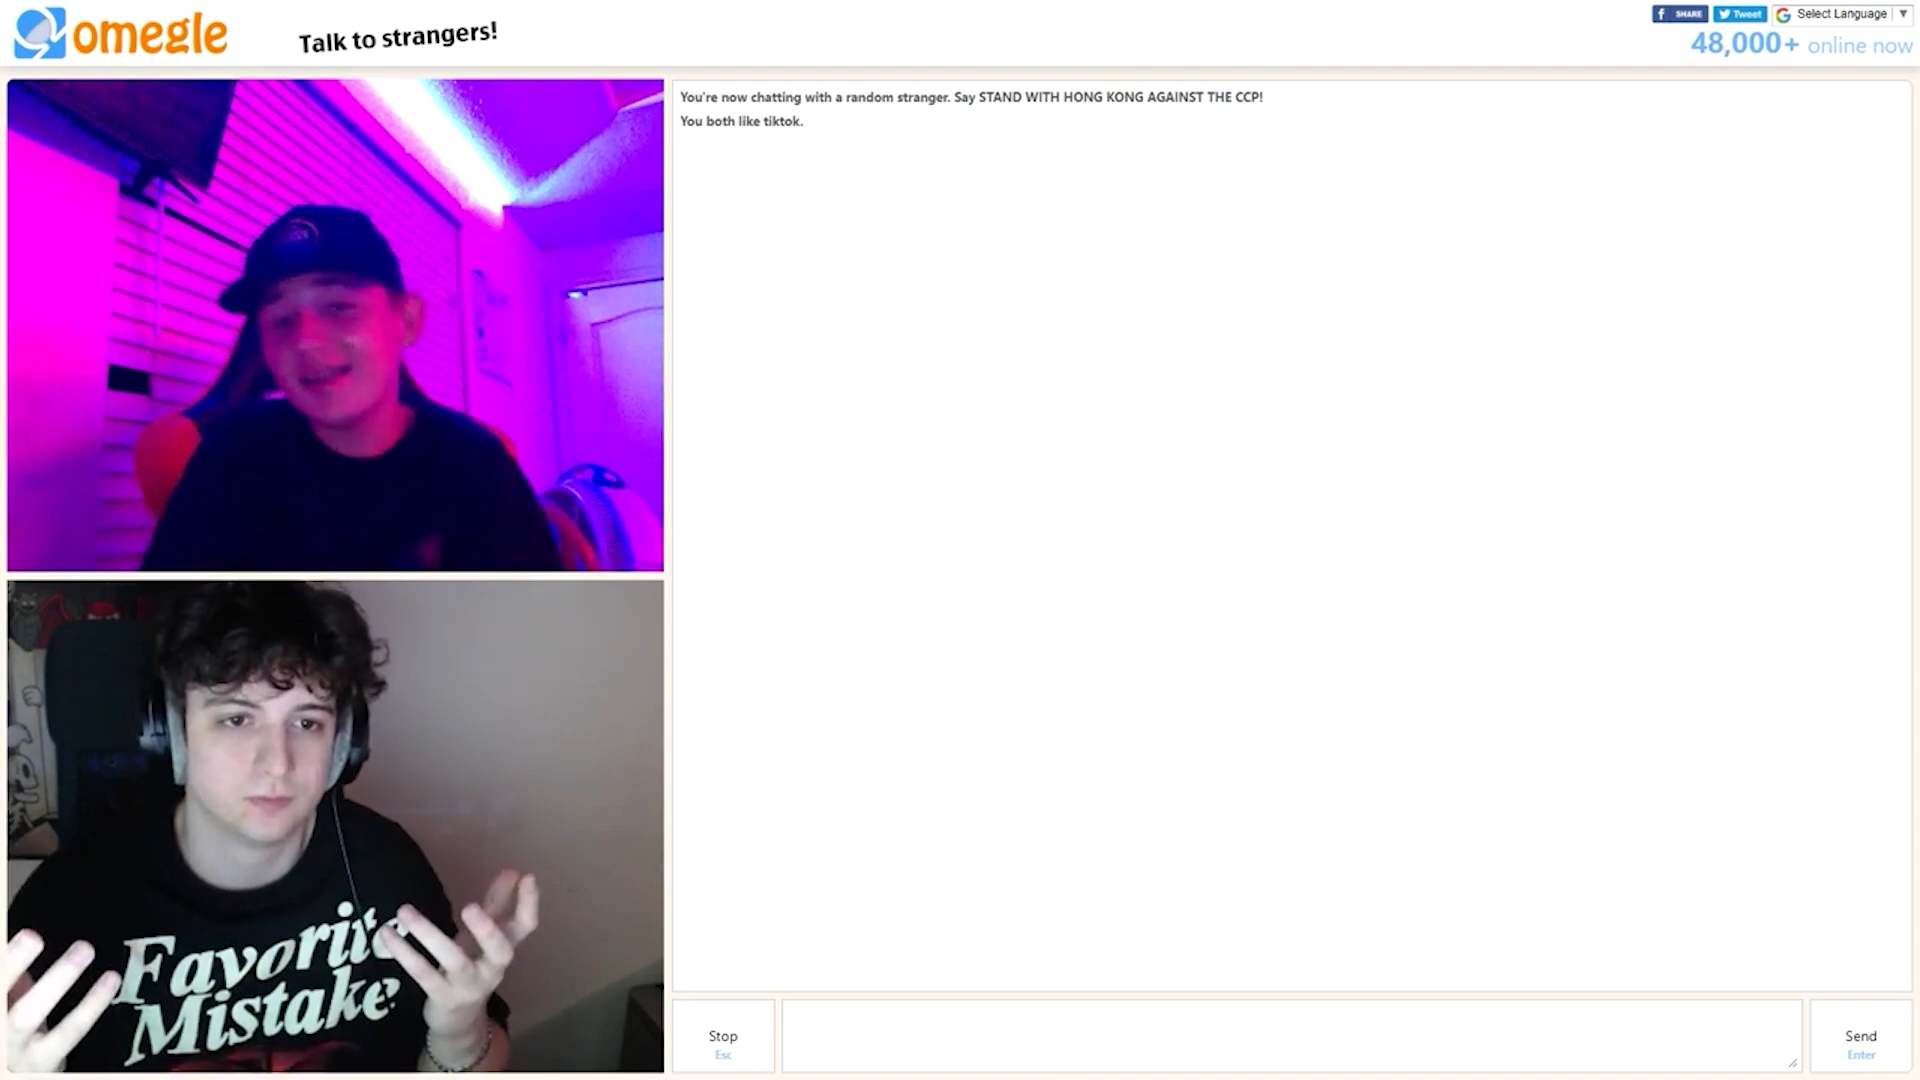 omegle
Talk to strangers!
f SHARE
Tweet
G Select Language ▼
48,000+ online now
You're now chatting with a random stranger. Say STAND WITH HONG KONG AGAINST THE CCP!
You both like tiktok.
Favorite
Mistake
Stop
Esc
Send
Enter